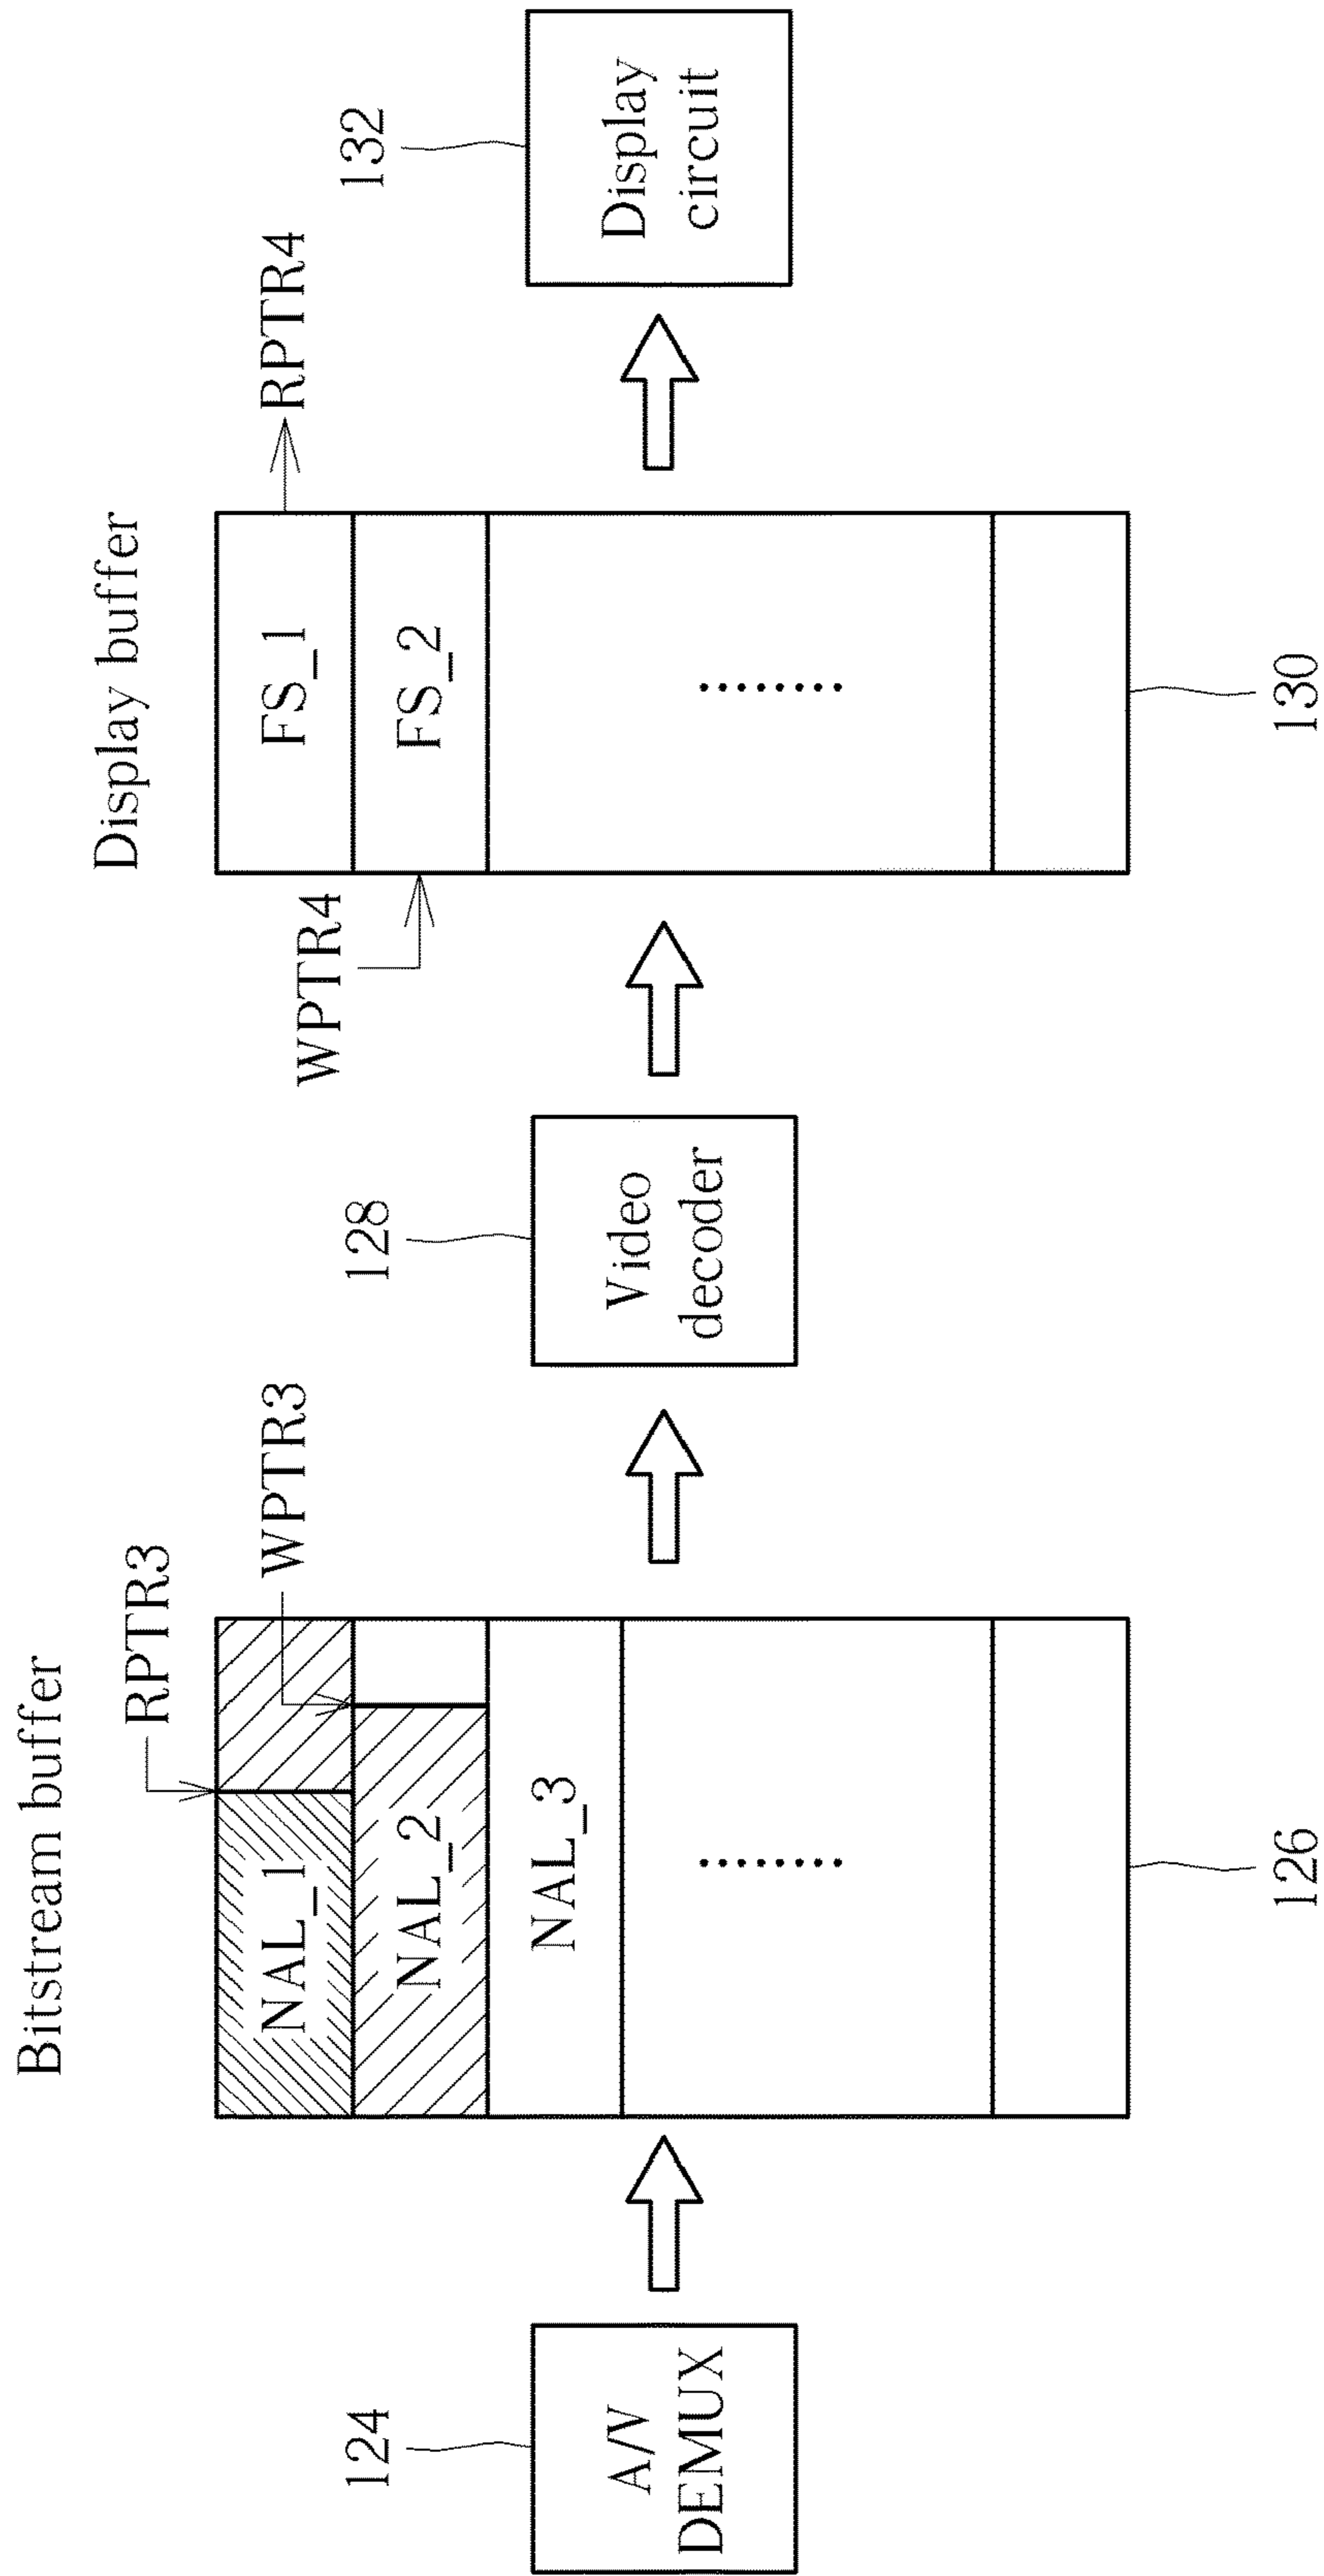 Bitstream buffer
Display buffer
RPTR3
WPTR3
WPTR4
RPTR4
124
A/V
DEMUX
NAL_1
NAL_2
NAL_3
126
128
Video
decoder
FS_1
FS_2
130
132
Display
circuit